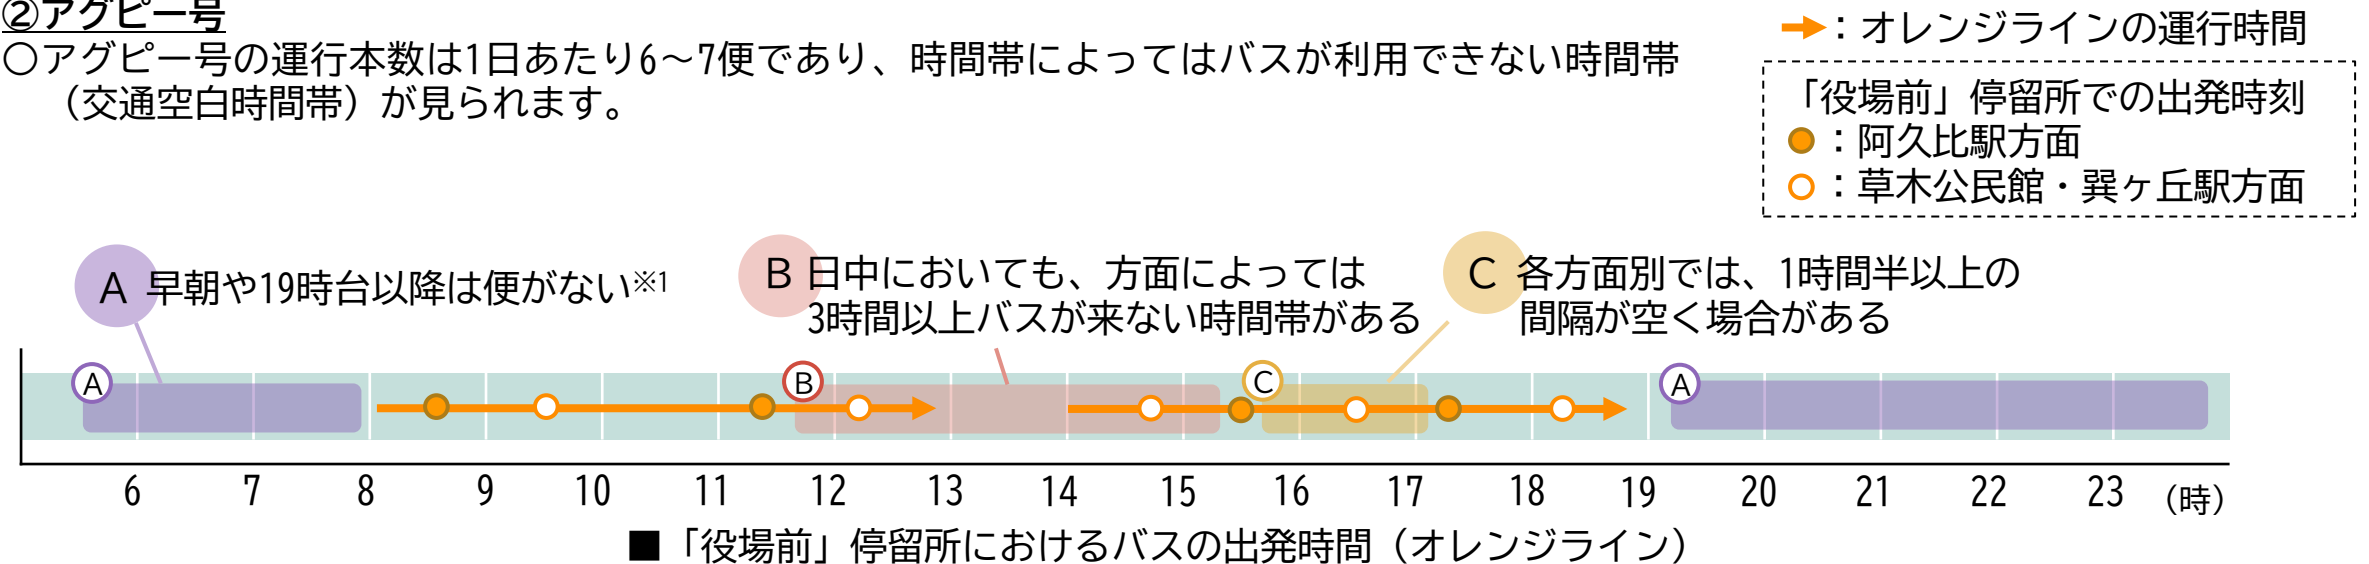 ②アグピー号
〇アグピー号の運行本数は1日あたり6～7便であり、時間帯によってはバスが利用できない時間帯
（交通空白時間帯）が見られます。
：オレンジラインの運行時間
「役場前」停留所での出発時刻
：阿久比駅方面
：草木公民館・巽ヶ丘駅方面
A 早朝や19時台以降は便がない※1
B 日中においても、方面によっては
3時間以上バスが来ない時間帯がある
C 各方面別では、1時間半以上の
間隔が空く場合がある
A B C A
6 7 8 9 10 11 12 13 14 15 16 17 18 19 20 21 22 23 （時）
■「役場前」停留所におけるバスの出発時間（オレンジライン）